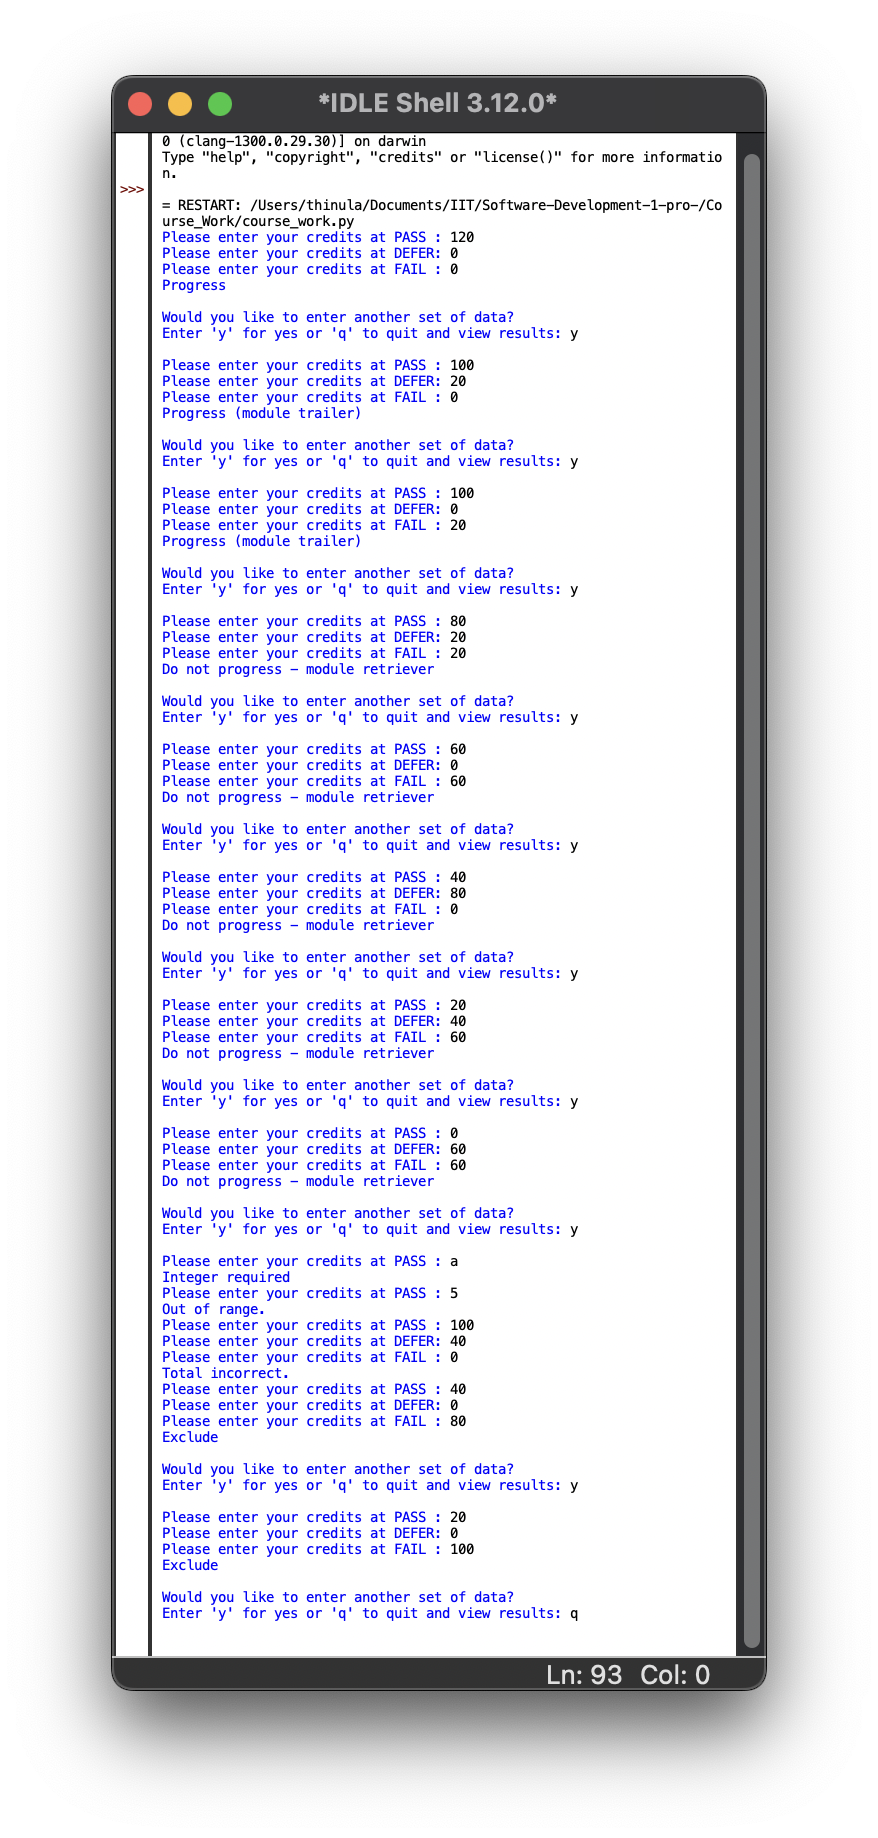 *IDLE Shell 3.12.0*
0 (clang-1300.0.29.30)] on darwin
Type "help", "copyright", "credits" or "license()" for more informatio
n.
>>>
= RESTART: /Users/thinula/Documents/IIT/Software-Development-1-pro-/Co
urse_Work/course_work.py
Please enter your credits at PASS : 120
Please enter your credits at DEFER: 0
Please enter your credits at FAIL : 0
Progress
Would you like to enter another set of data?
Enter 'y' for yes or 'q' to quit and view results: y
Please enter your credits at PASS : 100
Please enter your credits at DEFER: 20
Please enter your credits at FAIL : 0
Progress (module trailer)
Would you like to enter another set of data?
Enter 'y' for yes or 'q' to quit and view results: y
Please enter your credits at PASS : 100
Please enter your credits at DEFER: 0
Please enter your credits at FAIL : 20
Progress (module trailer)
Would you like to enter another set of data?
Enter 'y' for yes or 'q' to quit and view results: y
Please enter your credits at PASS : 80
Please enter your credits at DEFER: 20
Please enter your credits at FAIL : 20
Do not progress – module retriever
Would you like to enter another set of data?
Enter 'y' for yes or 'q' to quit and view results: y
Please enter your credits at PASS : 60
Please enter your credits at DEFER: 0
Please enter your credits at FAIL : 60
Do not progress – module retriever
Would you like to enter another set of data?
Enter 'y' for yes or 'q' to quit and view results: y
Please enter your credits at PASS : 40
Please enter your credits at DEFER: 80
Please enter your credits at FAIL : 0
Do not progress – module retriever
Would you like to enter another set of data?
Enter 'y' for yes or 'q' to quit and view results: y
Please enter your credits at PASS : 20
Please enter your credits at DEFER: 40
Please enter your credits at FAIL : 60
Do not progress – module retriever
Would you like to enter another set of data?
Enter 'y' for yes or 'q' to quit and view results: y
Please enter your credits at PASS : 0
Please enter your credits at DEFER: 60
Please enter your credits at FAIL : 60
Do not progress – module retriever
Would you like to enter another set of data?
Enter 'y' for yes or 'q' to quit and view results: y
Please enter your credits at PASS : a
Integer required
Please enter your credits at PASS : 5
Out of range.
Please enter your credits at PASS : 100
Please enter your credits at DEFER: 40
Please enter your credits at FAIL : 0
Total incorrect.
Please enter your credits at PASS : 40
Please enter your credits at DEFER: 0
Please enter your credits at FAIL : 80
Exclude
Would you like to enter another set of data?
Enter 'y' for yes or 'q' to quit and view results: y
Please enter your credits at PASS : 20
Please enter your credits at DEFER: 0
Please enter your credits at FAIL : 100
Exclude
Would you like to enter another set of data?
Enter 'y' for yes or 'q' to quit and view results: q
Ln: 93 Col: 0